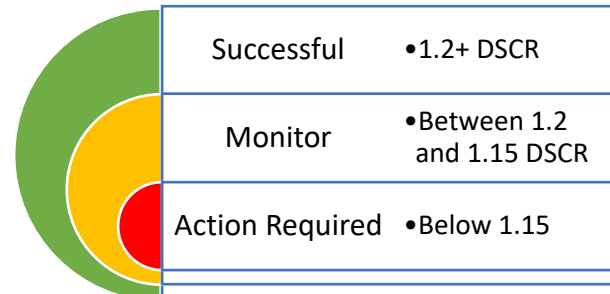 Successful •1.2+ DSCR
Monitor •Between 1.2
and 1.15 DSCR
Action Required •Below 1.15